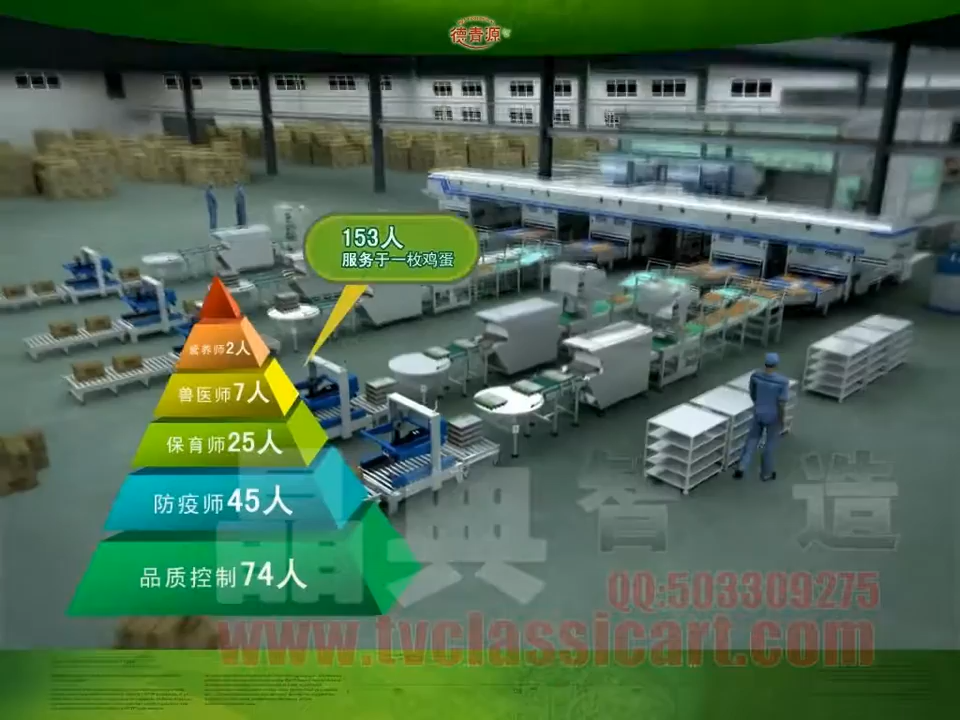 德青源
153人
服务于一枚鸡蛋
营养师2人
兽医师7人
保育师25人
防疫师45人
品质控制74人
晶典智造
QQ:503309275
www.tvclassicart.com